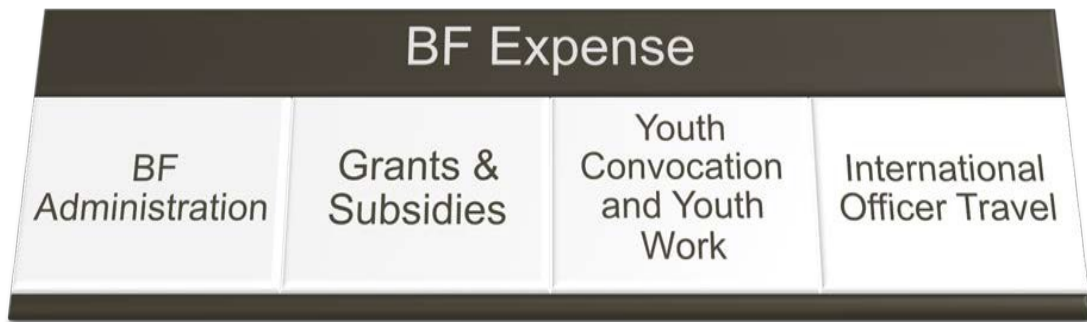 BF Expense
BF
Administration
Grants &
Subsidies
Youth
Convocation
and Youth
Work
International
Officer Travel